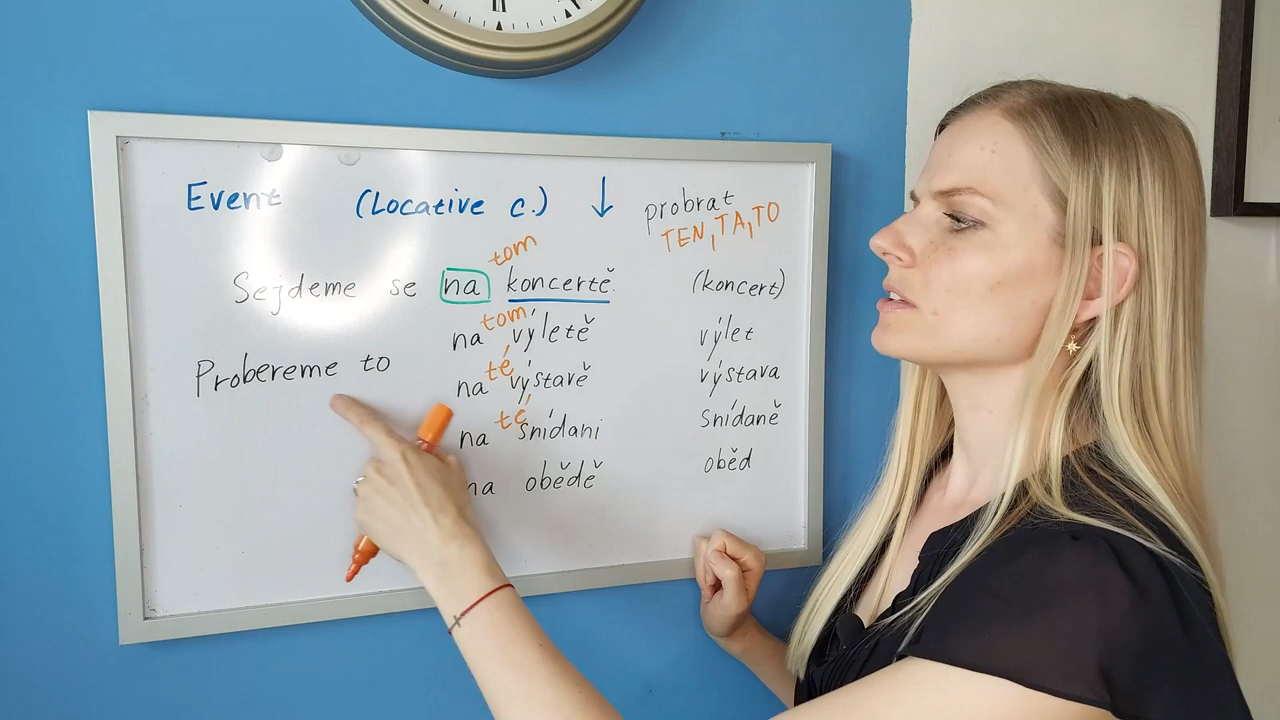 Event (Locative c.) ↓ probrat
TEN, TA, TO
tom
Sejdeme se na koncertě (koncert)
tom
na výletě výlet
Probereme to
té
na výstavě výstava
té
na snídani snídaně
na obědě oběd